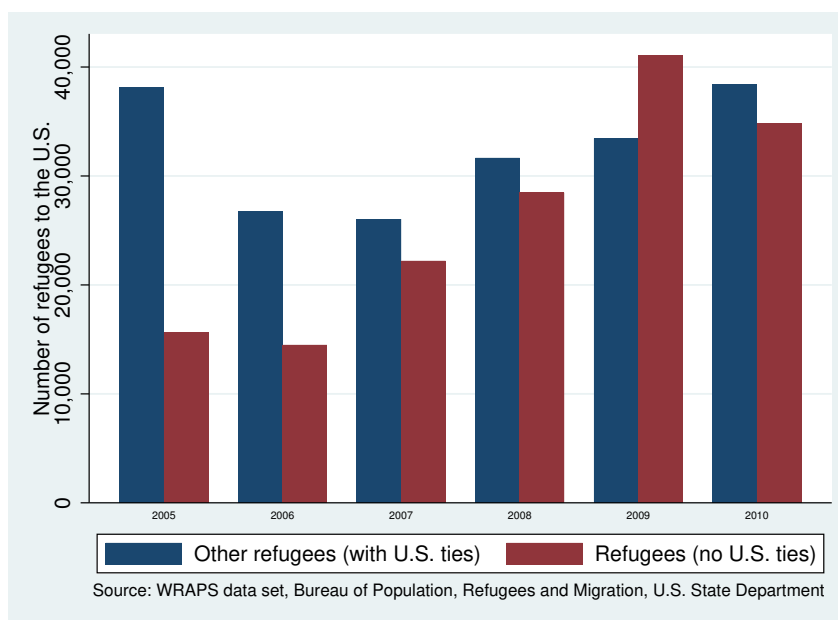 Number of refugees to the U.S.
40,000
30,000
20,000
10,000
0
2005 2006 2007 2008 2009 2010
Other refugees (with U.S. ties) Refugees (no U.S. ties)
Source: WRAPS data set, Bureau of Population, Refugees and Migration, U.S. State Department